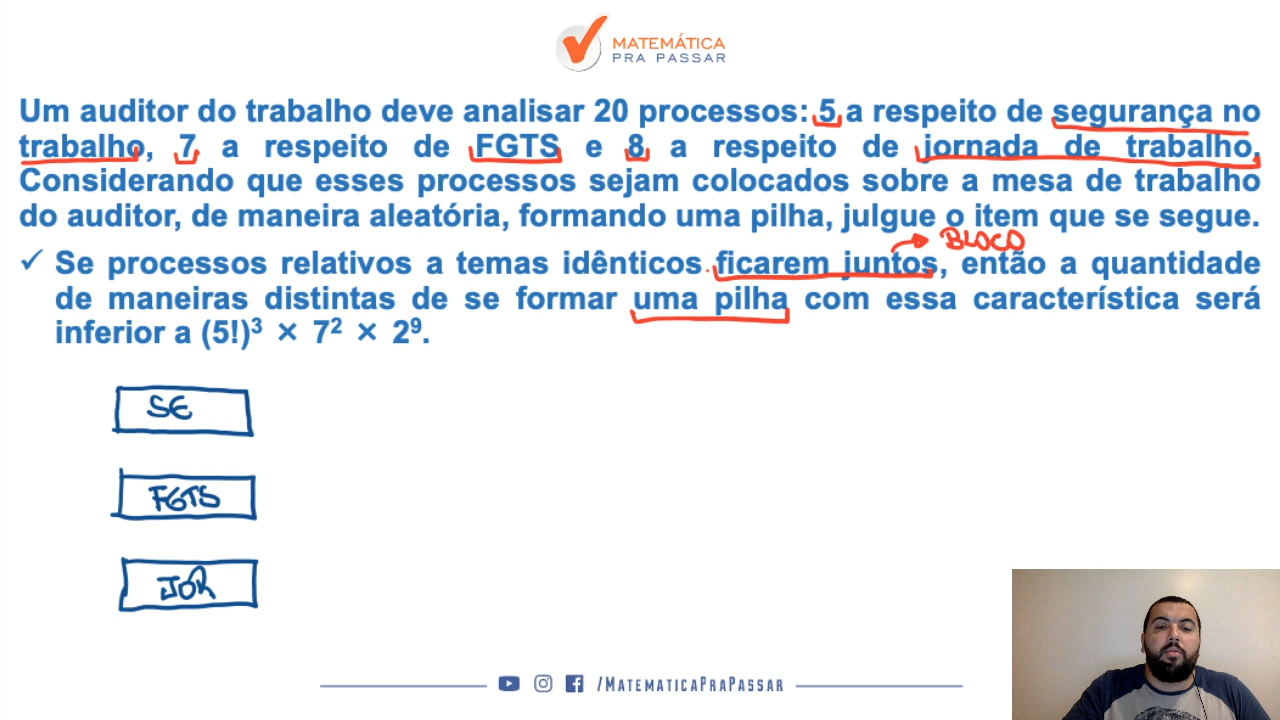 MATEMÁTICA
PRA PASSAR
Um auditor do trabalho deve analisar 20 processos: 5 a respeito de segurança no
trabalho, 7 a respeito de FGTS e 8 a respeito de jornada de trabalho.
Considerando que esses processos sejam colocados sobre a mesa de trabalho
do auditor, de maneira aleatória, formando uma pilha, julgue o item que se segue.
BLOCO
✓ Se processos relativos a temas idênticos ficarem juntos, então a quantidade
de maneiras distintas de se formar uma pilha com essa característica será
inferior a (5!)³ × 7² × 2⁹.
SE
FGTS
JOR
/MATEMATICAPRAPASSAR